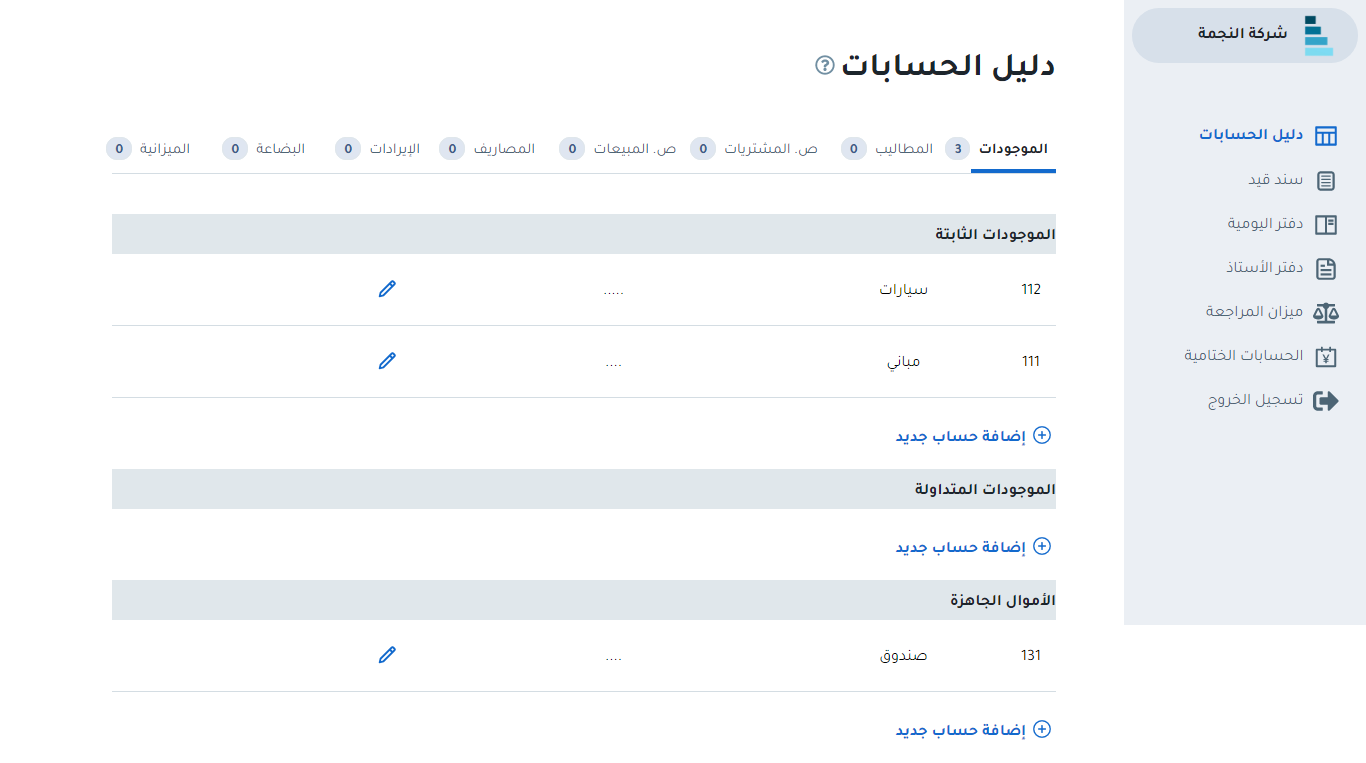 شركة النجمة
دليل الحسابات
سند قيد
دفتر اليومية
دفتر الأستاذ
ميزان المراجعة
الحسابات الختامية
تسجيل الخروج
دليل الحسابات ?
الموجودات 3 المطاليب 0 ص. المشتريات 0 ص. المبيعات 0 المصاريف 0 الإيرادات 0 البضاعة 0 الميزانية 0
الموجودات الثابتة
112 سيارات .....
111 مباني ....
إضافة حساب جديد
الموجودات المتداولة
إضافة حساب جديد
الأموال الجاهزة
131 صندوق ....
إضافة حساب جديد